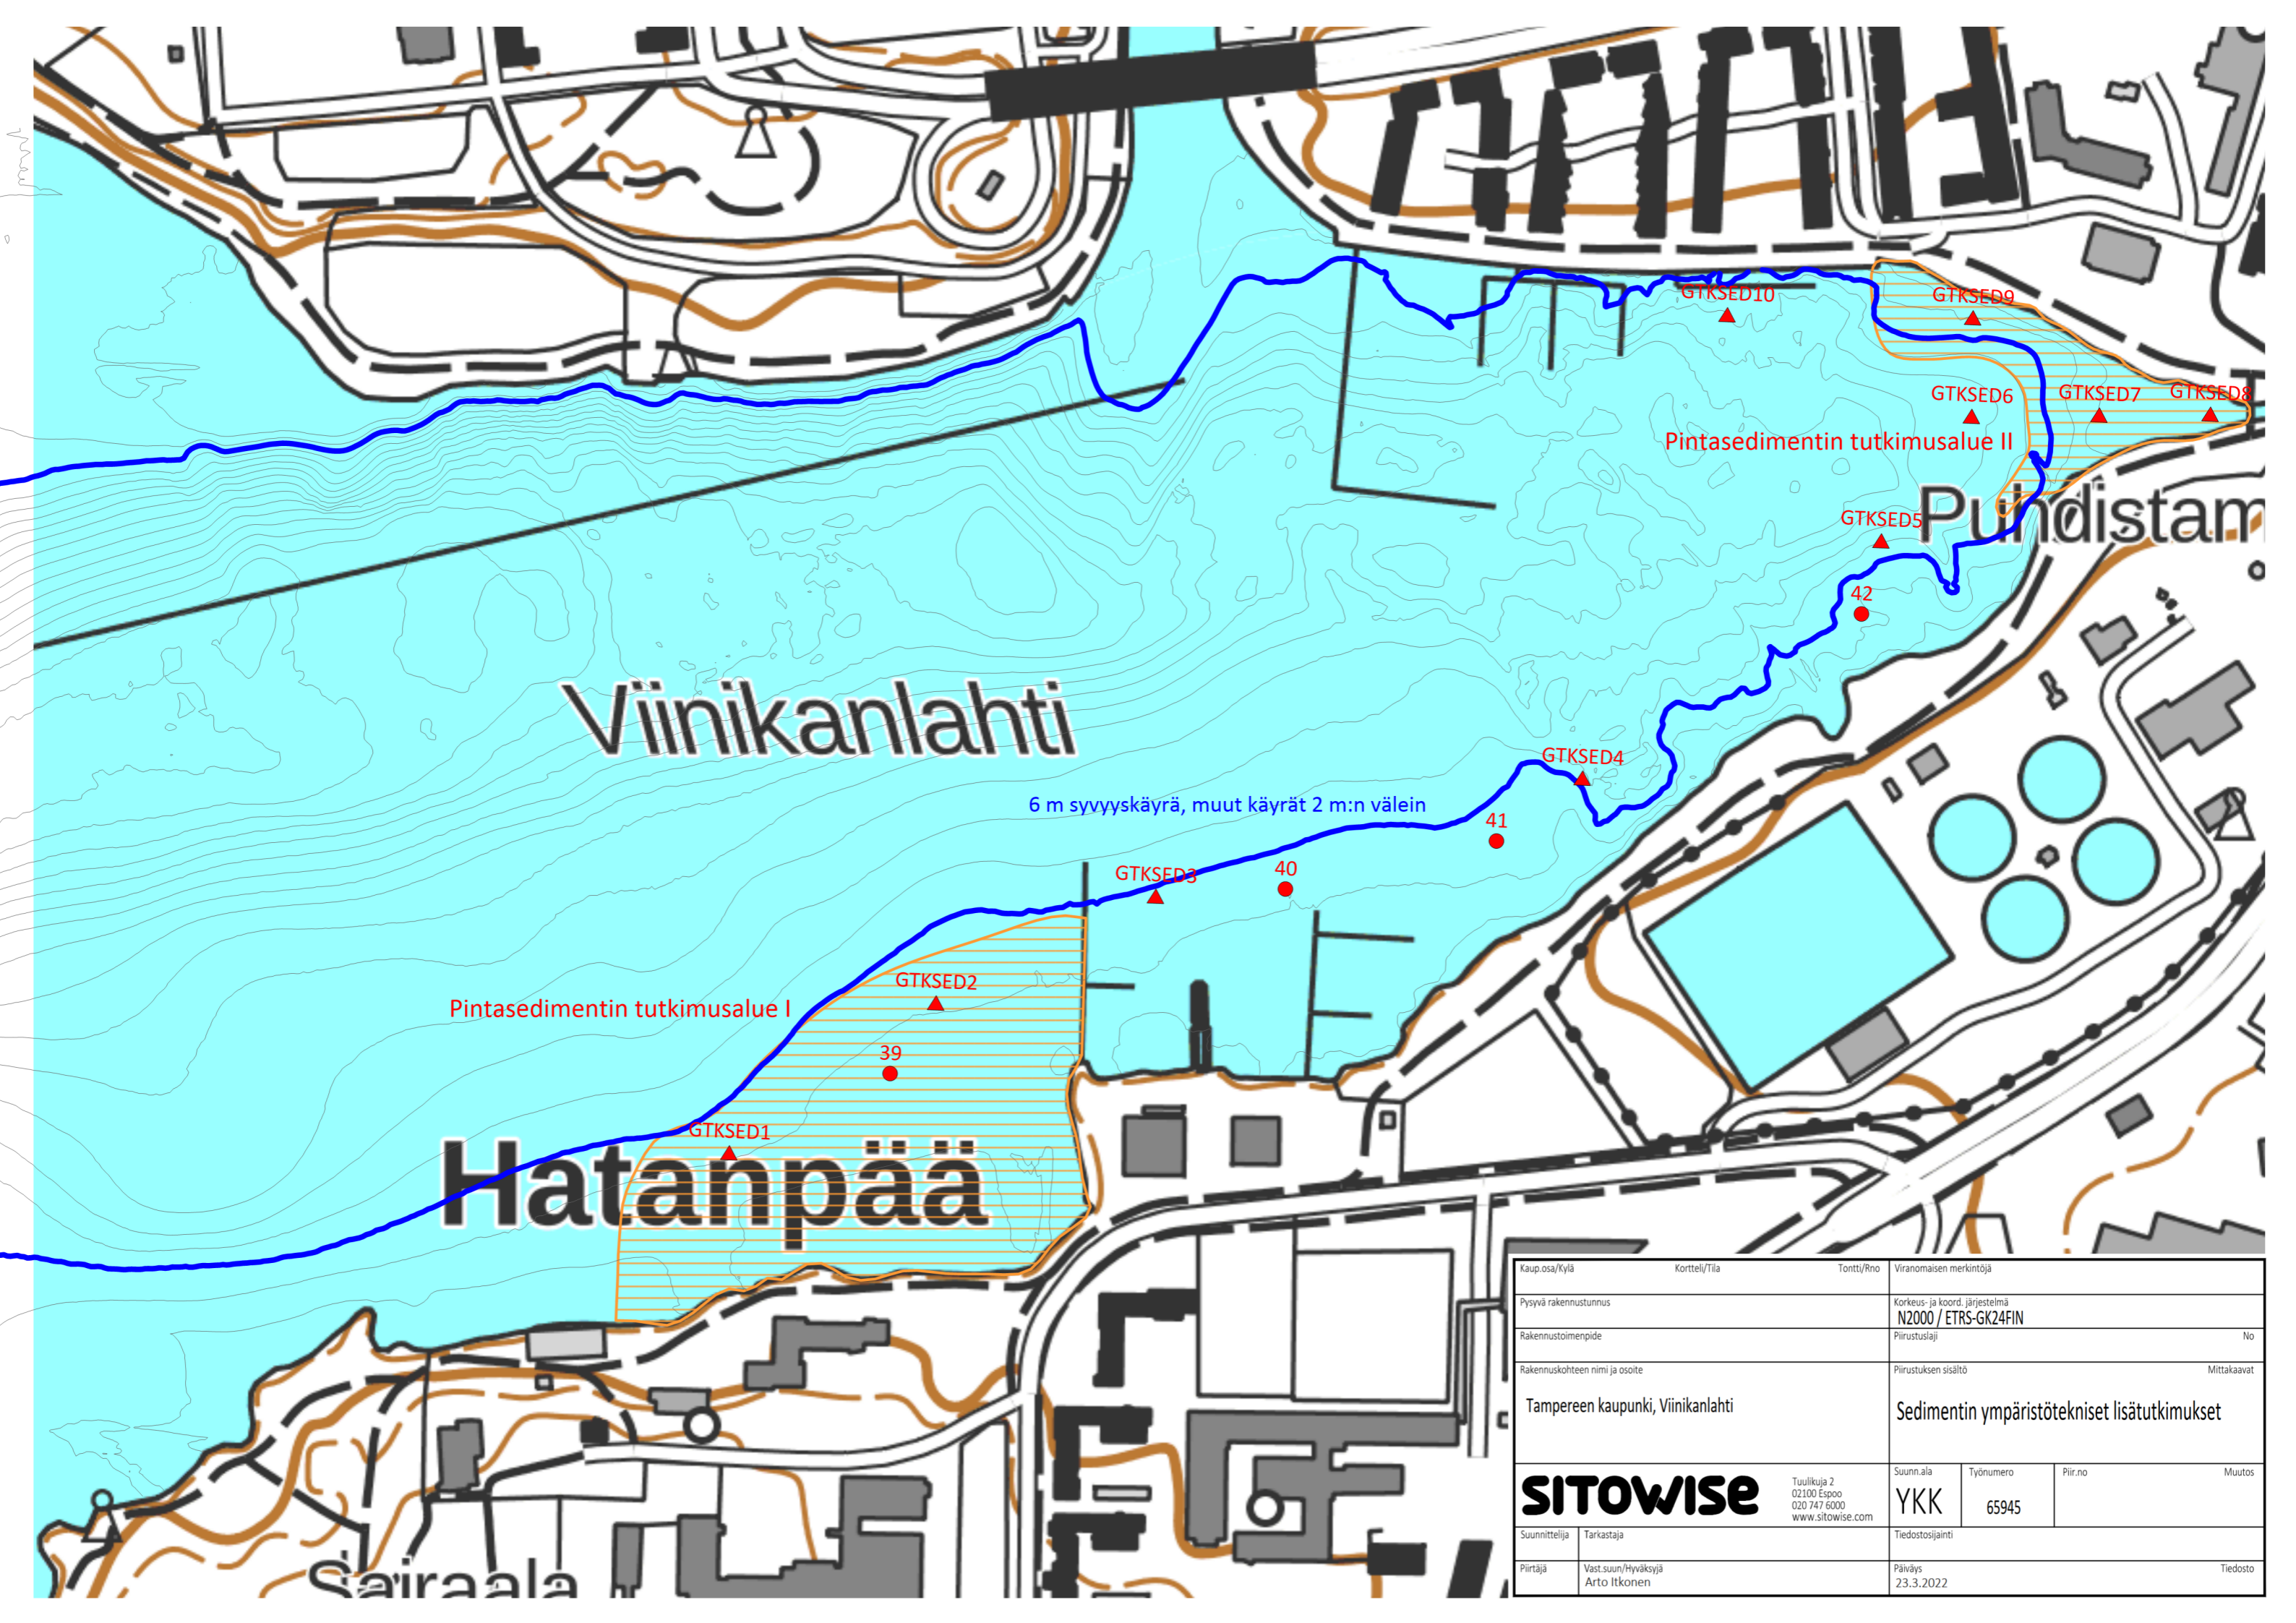 GTKSED10
GTKSED9
GTKSED6
GTKSED7
GTKSED8
Pintasedimentin tutkimusalue II
GTKSED5
Puhdistam
42
Viinikanlahti
GTKSED4
6 m syvyyskäyrä, muut käyrät 2 m:n välein
41
GTKSED3
40
GTKSED2
Pintasedimentin tutkimusalue I
39
GTKSED1
Hatanpää
Sairaala
Kaup.osa/Kylä Kortteli/Tila Tontti/Rno Viranomaisen merkintöjä
Pysyvä rakennustunnus Korkeus- ja koord. järjestelmä
N2000 / ETRS-GK24FIN
Rakennustoimenpide Piirustuslaji No
Rakennuskohteen nimi ja osoite Piirustuksen sisältö Mittakaavat
Tampereen kaupunki, Viinikanlahti Sedimentin ympäristötekniset lisätutkimukset
SITOWISE
Tuulikuja 2
02100 Espoo
020 747 6000
www.sitowise.com
Suunn.ala Työnumero Piir.no Muutos
YKK 65945
Suunnittelija Tarkastaja Tiedostosijainti
Piirtäjä Vast.suun/Hyväksyjä Päiväys Tiedosto
Arto Itkonen 23.3.2022